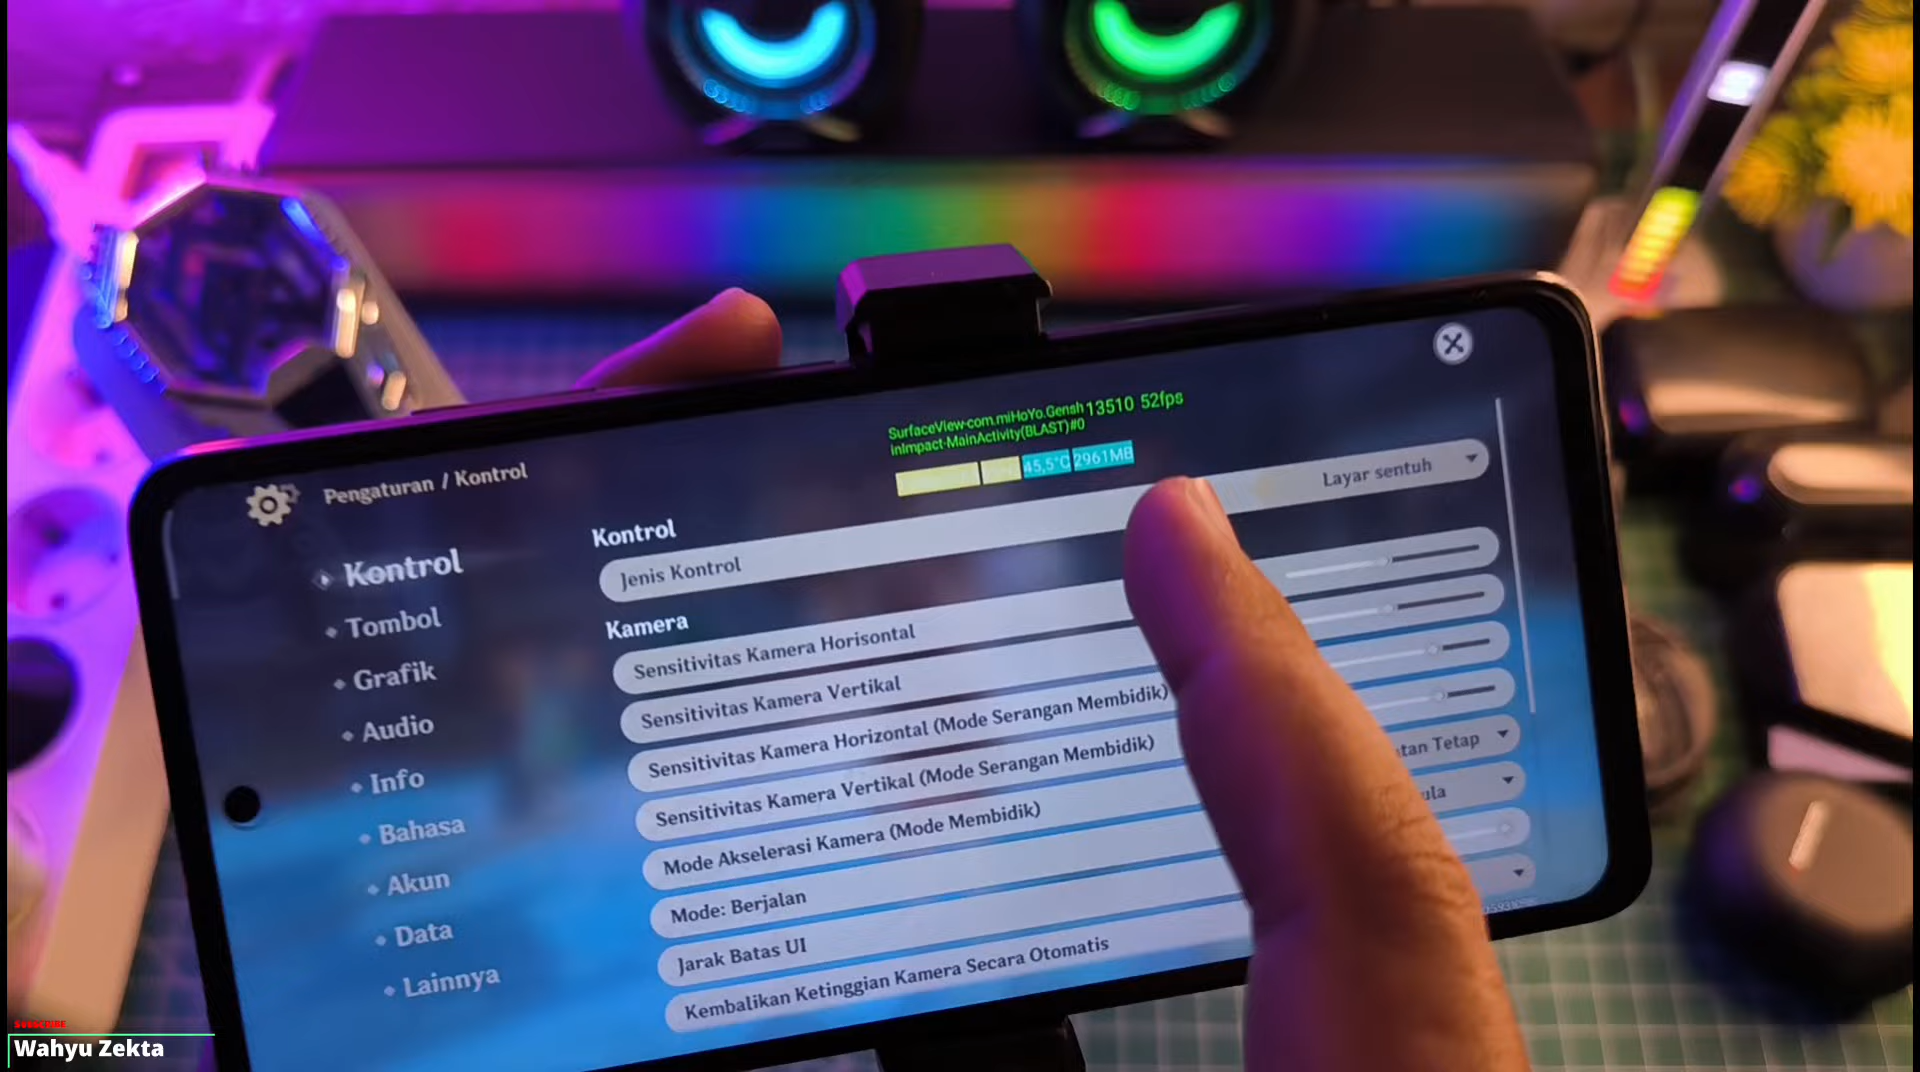 SurfaceView-com.miHoYo.Gensh 13510 52fps
inImpact-MainActivity(BLAST)#0
45,5°C 2961MB
Pengaturan / Kontrol
Kontrol
Tombol
Grafik
Audio
Info
Bahasa
Akun
Data
Lainnya
Kontrol
Jenis Kontrol
Layar sentuh
Kamera
Sensitivitas Kamera Horisontal
Sensitivitas Kamera Vertikal
Sensitivitas Kamera Horizontal (Mode Serangan Membidik)
Sensitivitas Kamera Vertikal (Mode Serangan Membidik)
Mode Akselerasi Kamera (Mode Membidik)
tan Tetap
Mode: Berjalan
ula
Jarak Batas UI
Kembalikan Ketinggian Kamera Secara Otomatis
SUBSCRIBE
Wahyu Zekta